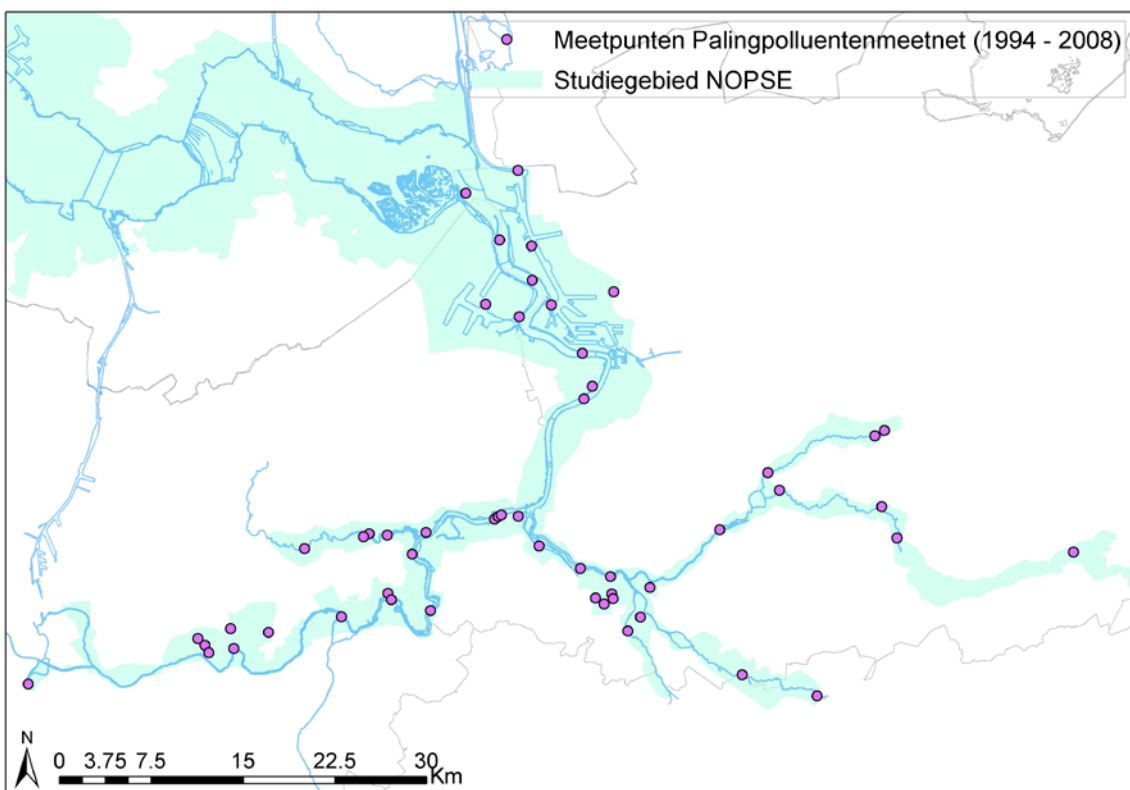 Meetpunten Palingpolluentenmeetnet (1994 - 2008)
Studiegebied NOPSE
N
0 3.75 7.5 15 22.5 30
Km